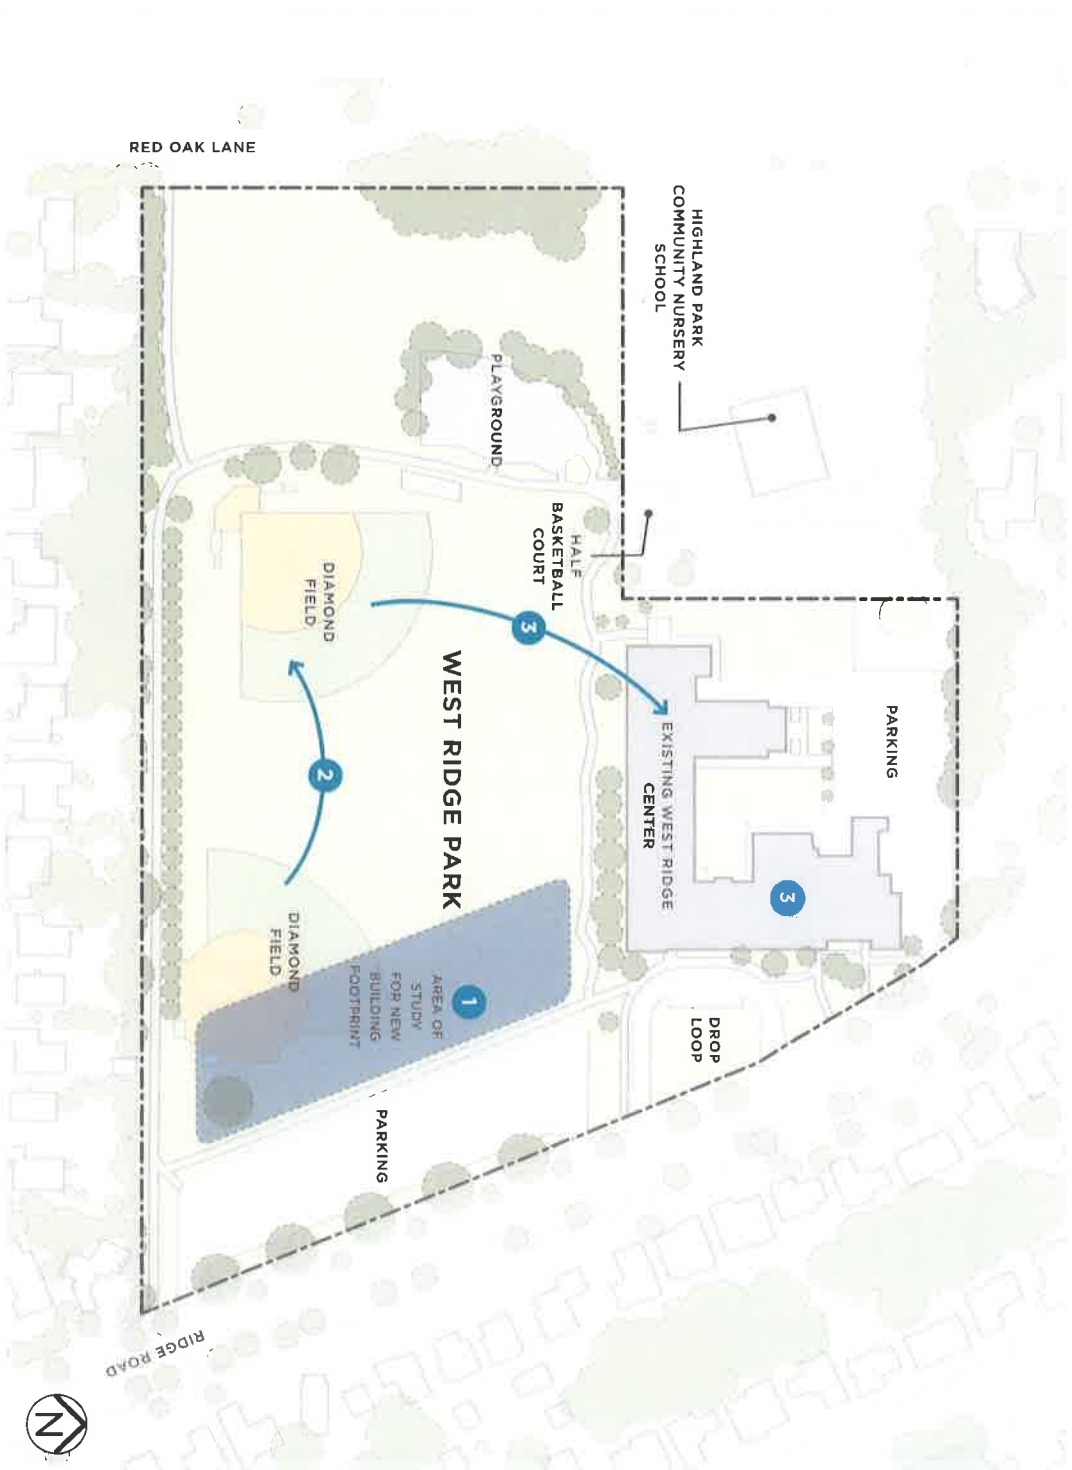 RED OAK LANE
HIGHLAND PARK
COMMUNITY NURSERY
SCHOOL
PLAYGROUND
HALF
BASKETBALL
COURT
DIAMOND
FIELD
3
WEST RIDGE PARK
2
EXISTING WEST RIDGE
CENTER
PARKING
3
DIAMOND
FIELD
1
AREA OF
STUDY
FOR NEW
BUILDING
FOOTPRINT
DROP
LOOP
PARKING
RIDGE ROAD
N